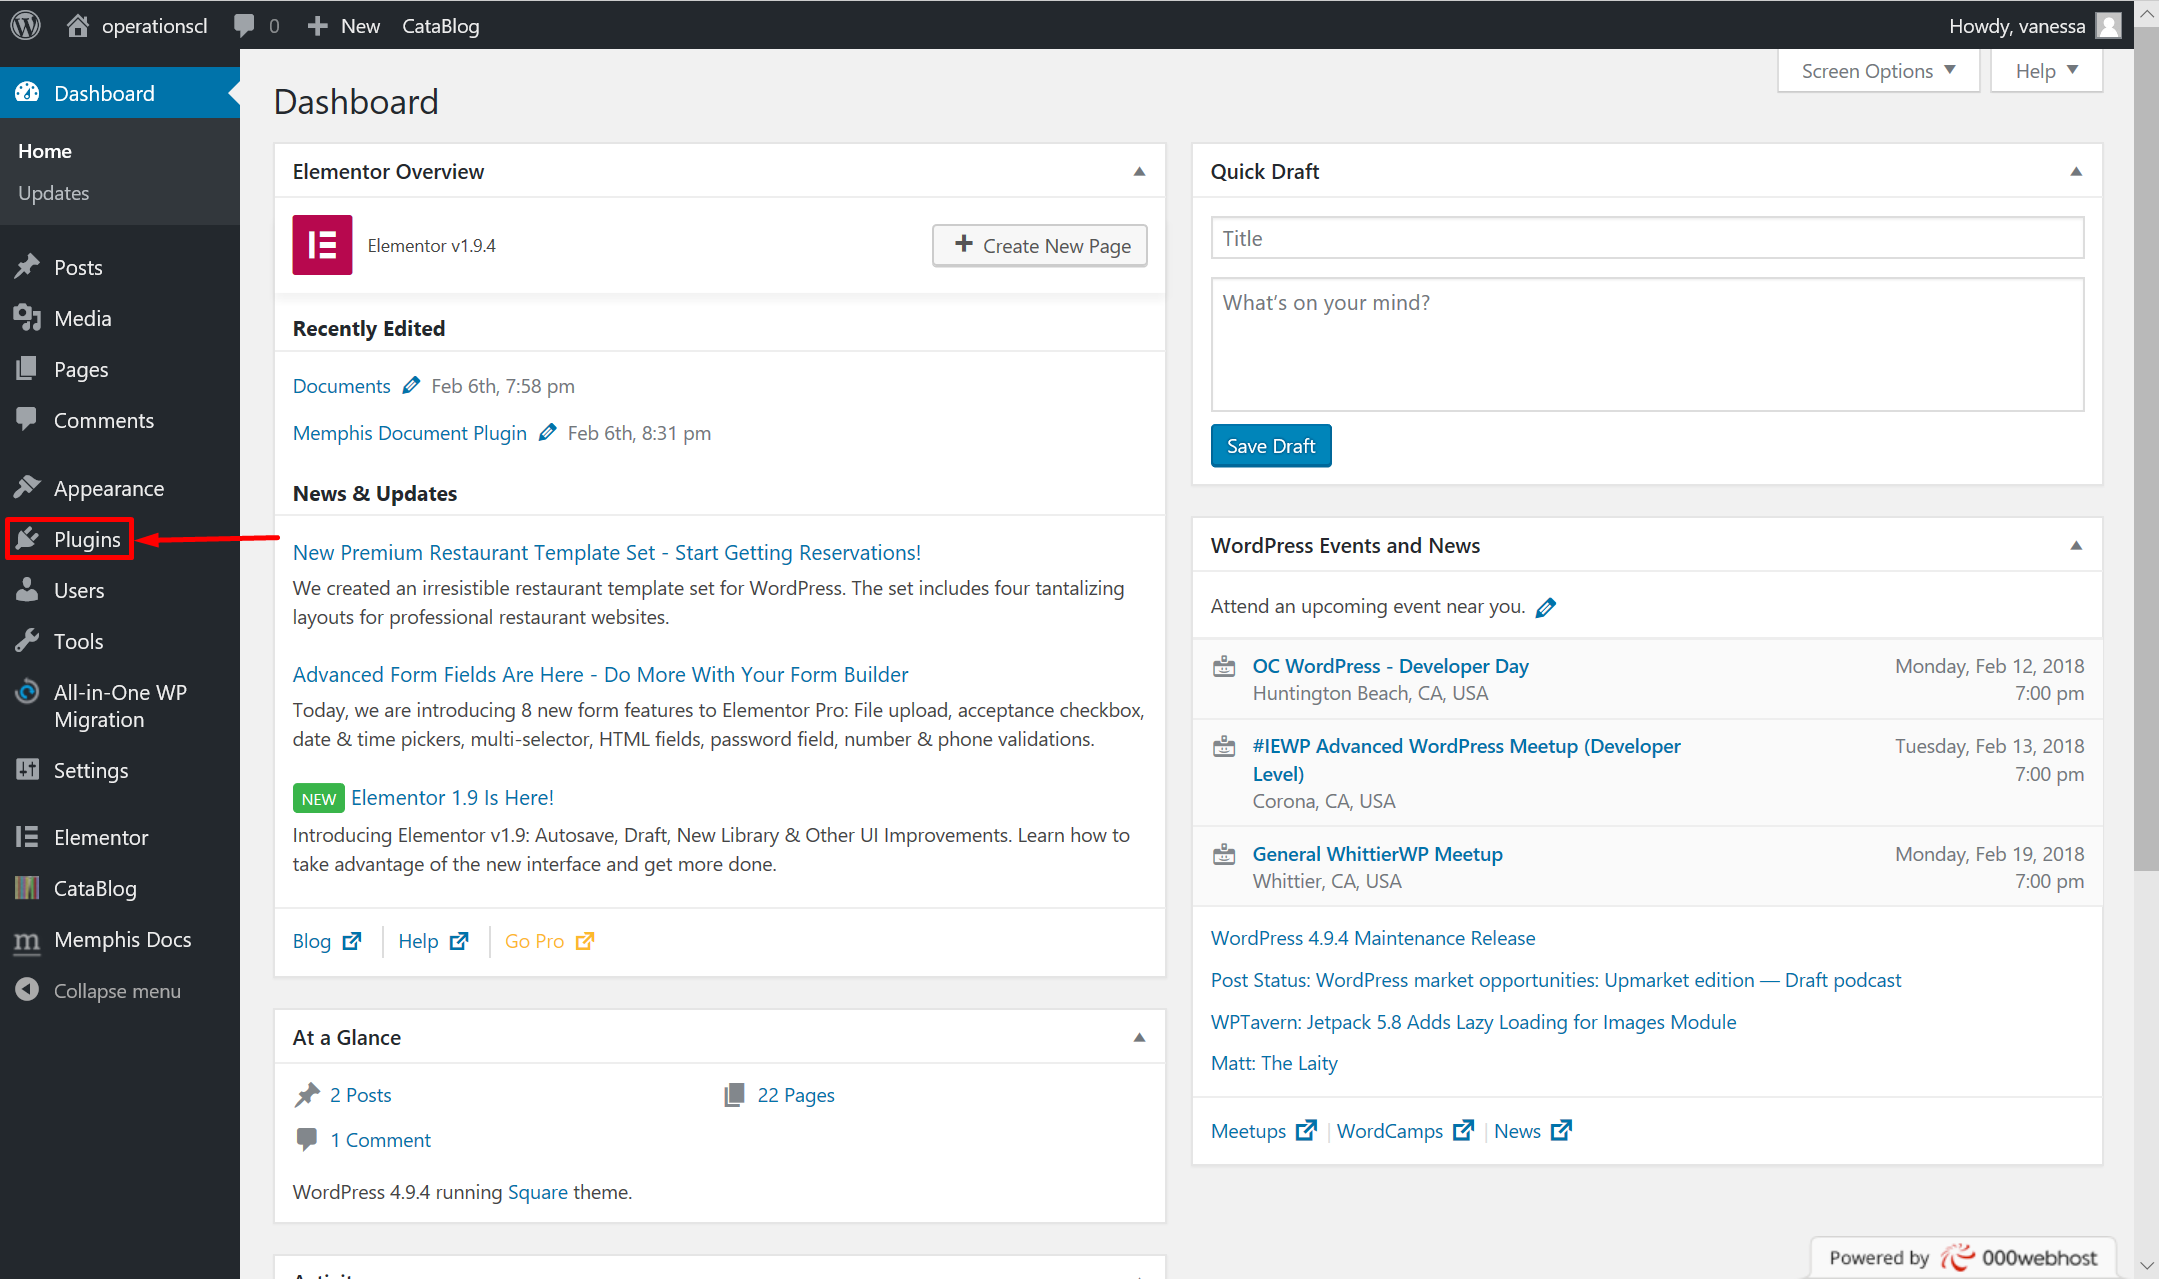 operationscl 0 New CataBlog Howdy, vanessa
Screen Options Help
Dashboard
Home
Updates
Posts
Media
Pages
Comments
Appearance
Plugins
Users
Tools
All-in-One WP
Migration
Settings
Elementor
CataBlog
Memphis Docs
Collapse menu
Dashboard
Elementor Overview
Elementor v1.9.4
Create New Page
Recently Edited
Documents Feb 6th, 7:58 pm
Memphis Document Plugin Feb 6th, 8:31 pm
News & Updates
New Premium Restaurant Template Set - Start Getting Reservations!
We created an irresistible restaurant template set for WordPress. The set includes four tantalizing
layouts for professional restaurant websites.
Advanced Form Fields Are Here - Do More With Your Form Builder
Today, we are introducing 8 new form features to Elementor Pro: File upload, acceptance checkbox,
date & time pickers, multi-selector, HTML fields, password field, number & phone validations.
NEW Elementor 1.9 Is Here!
Introducing Elementor v1.9: Autosave, Draft, New Library & Other UI Improvements. Learn how to
take advantage of the new interface and get more done.
Blog Help Go Pro
At a Glance
2 Posts 22 Pages
1 Comment
WordPress 4.9.4 running Square theme.
Quick Draft
Title
What's on your mind?
Save Draft
WordPress Events and News
Attend an upcoming event near you.
OC WordPress - Developer Day Monday, Feb 12, 2018
Huntington Beach, CA, USA 7:00 pm
#IEWP Advanced WordPress Meetup (Developer Tuesday, Feb 13, 2018
Level) 7:00 pm
Corona, CA, USA
General WhittierWP Meetup Monday, Feb 19, 2018
Whittier, CA, USA 7:00 pm
WordPress 4.9.4 Maintenance Release
Post Status: WordPress market opportunities: Upmarket edition — Draft podcast
WPTavern: Jetpack 5.8 Adds Lazy Loading for Images Module
Matt: The Laity
Meetups WordCamps News
Powered by 000webhost